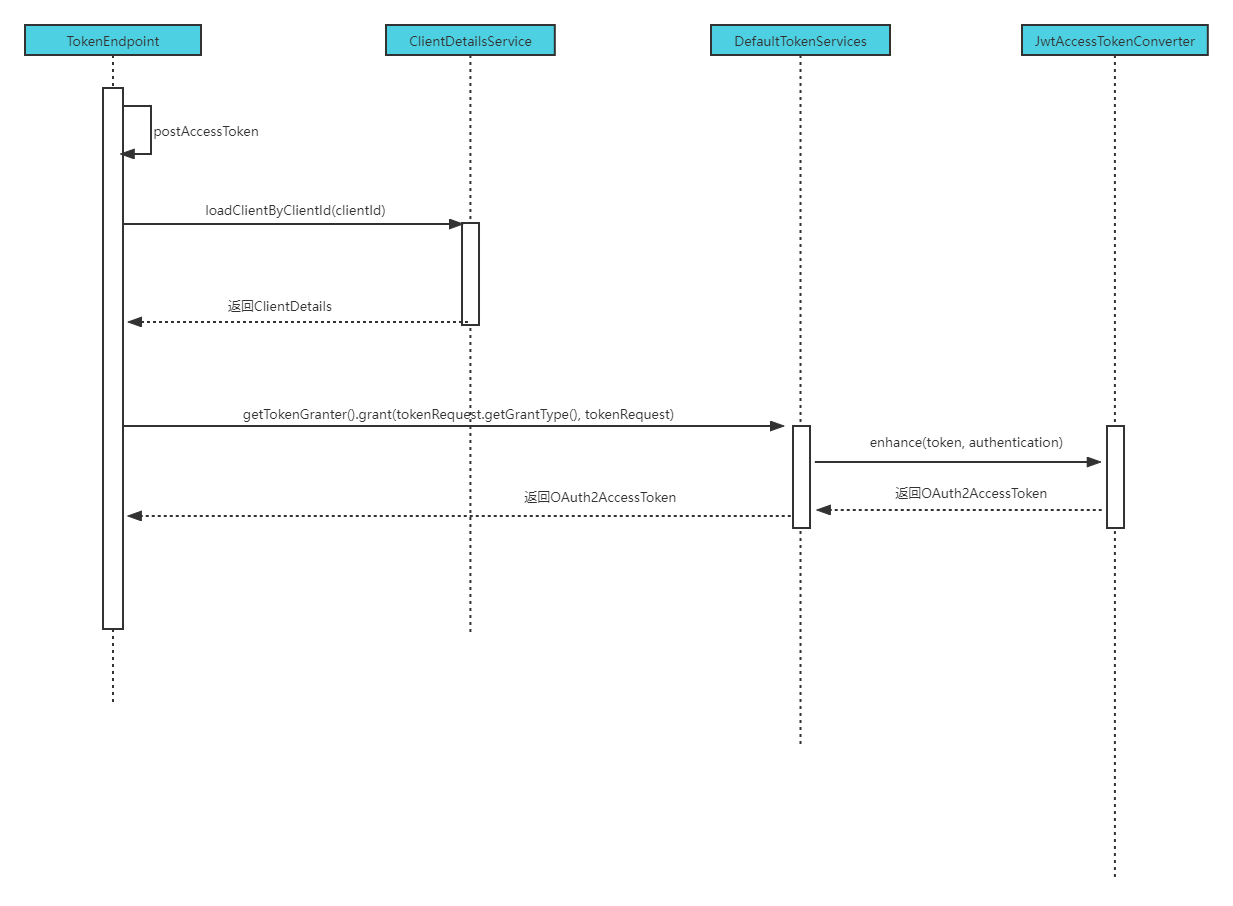 TokenEndpoint
ClientDetailsService
DefaultTokenServices
JwtAccessTokenConverter
postAccessToken
loadClientByClientId(clientId)
返回ClientDetails
getTokenGranter().grant(tokenRequest.getGrantType(), tokenRequest)
enhance(token, authentication)
返回OAuth2AccessToken
返回OAuth2AccessToken